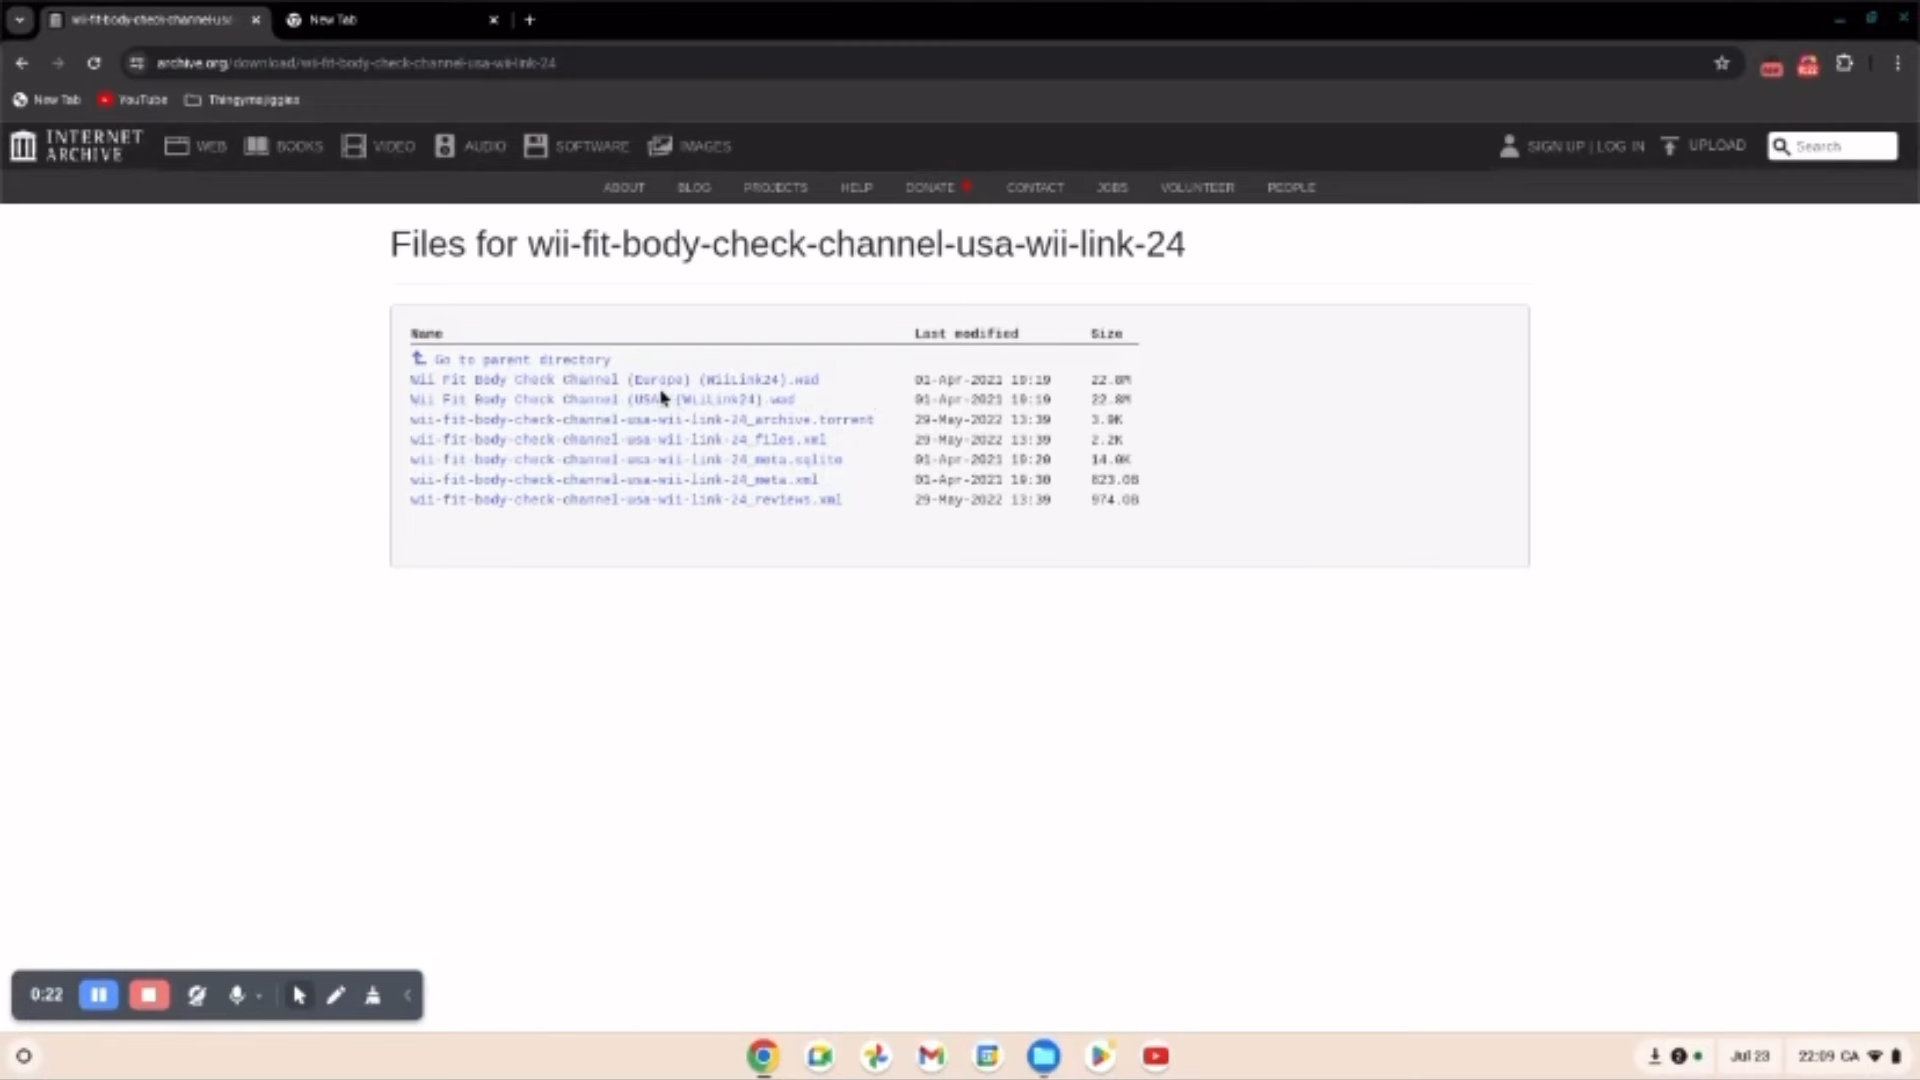 wii-fit-body-check-channel-us
New Tab
archive.org/download/wii-fit-body-check-channel-usa-wii-link-24
New Tab YouTube Thingymajiggies
INTERNET ARCHIVE WEB BOOKS VIDEO AUDIO SOFTWARE IMAGES SIGN UP | LOG IN UPLOAD Search
ABOUT BLOG PROJECTS HELP DONATE CONTACT JOBS VOLUNTEER PEOPLE
Files for wii-fit-body-check-channel-usa-wii-link-24
Name Last modified Size
Go to parent directory
Wii Fit Body Check Channel (Europe) (WiiLink24).wad 01-Apr-2021 19:19 22.8M
Wii Fit Body Check Channel (USA) (WiiLink24).wad 01-Apr-2021 19:19 22.8M
wii-fit-body-check-channel-usa-wii-link-24_archive.torrent 29-May-2022 13:39 3.9K
wii-fit-body-check-channel-usa-wii-link-24_files.xml 29-May-2022 13:39 2.2K
wii-fit-body-check-channel-usa-wii-link-24_meta.sqlite 01-Apr-2021 19:20 14.0K
wii-fit-body-check-channel-usa-wii-link-24_meta.xml 01-Apr-2021 19:30 823.0B
wii-fit-body-check-channel-usa-wii-link-24_reviews.xml 29-May-2022 13:39 974.0B
0:22
Jul 23 22:09 CA